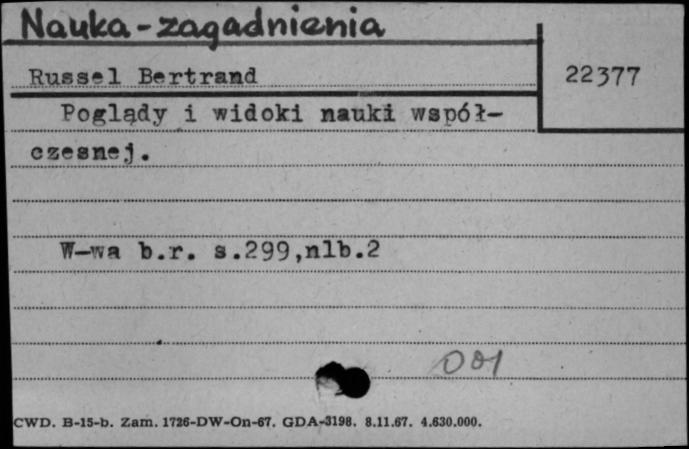 Nauka-zagadnienia
Russel Bertrand
22377
Poglądy i widoki nauki współ-
czesnej.
W-wa b.r. s.299,nlb.2
001
CWD. B-15-b. Zam. 1726-DW-On-67. GDA-3198. 8.11.67. 4.630.000.